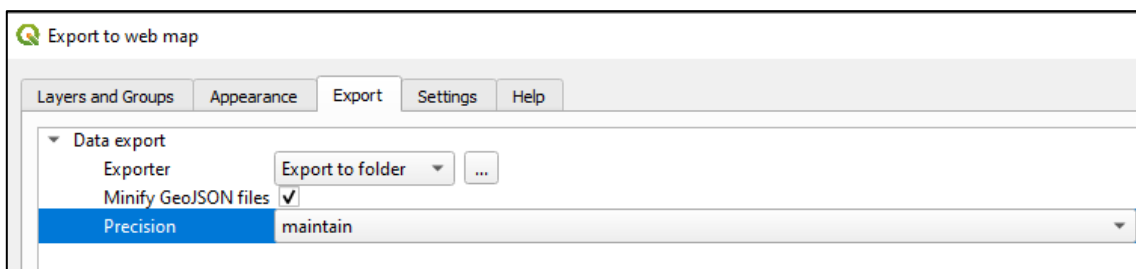 Export to web map
Layers and Groups Appearance Export Settings Help
Data export
Exporter Export to folder ...
Minify GeoJSON files
Precision maintain